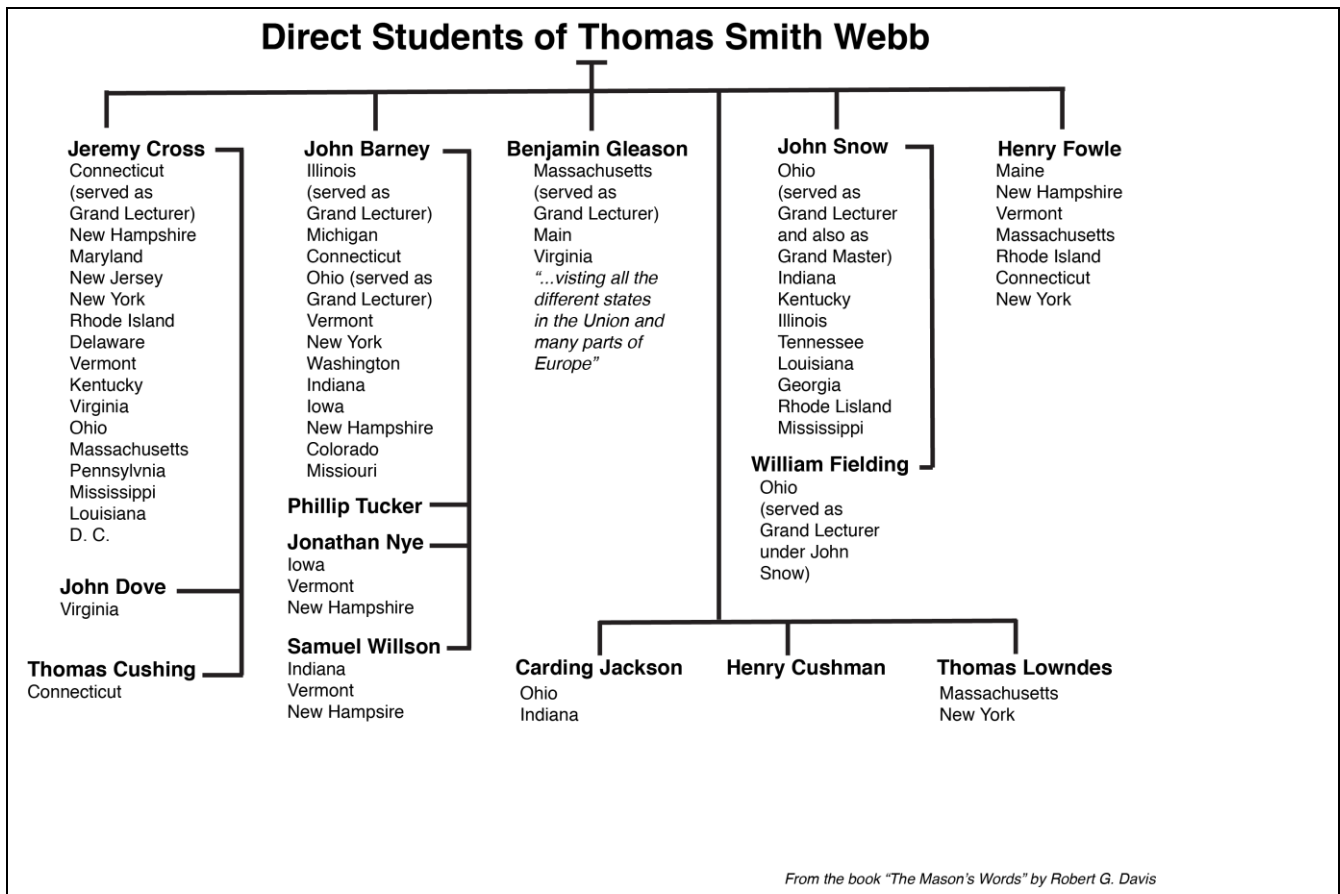 Direct Students of Thomas Smith Webb
Jeremy Cross
Connecticut
(served as
Grand Lecturer)
New Hampshire
Maryland
New Jersey
New York
Rhode Island
Delaware
Vermont
Kentucky
Virginia
Ohio
Massachusetts
Pennsylvnia
Mississippi
Louisiana
D. C.
John Dove
Virginia
Thomas Cushing
Connecticut
John Barney
Illinois
(served as
Grand Lecturer)
Michigan
Connecticut
Ohio (served as
Grand Lecturer)
Vermont
New York
Washington
Indiana
Iowa
New Hampshire
Colorado
Missiouri
Phillip Tucker
Jonathan Nye
Iowa
Vermont
New Hampshire
Samuel Willson
Indiana
Vermont
New Hampsire
Benjamin Gleason
Massachusetts
(served as
Grand Lecturer)
Main
Virginia
“...visting all the
different states
in the Union and
many parts of
Europe”
John Snow
Ohio
(served as
Grand Lecturer
and also as
Grand Master)
Indiana
Kentucky
Illinois
Tennessee
Louisiana
Georgia
Rhode Lisland
Mississippi
William Fielding
Ohio
(served as
Grand Lecturer
under John
Snow)
Henry Fowle
Maine
New Hampshire
Vermont
Massachusetts
Rhode Island
Connecticut
New York
Carding Jackson
Ohio
Indiana
Henry Cushman
Thomas Lowndes
Massachusetts
New York
From the book “The Mason’s Words” by Robert G. Davis